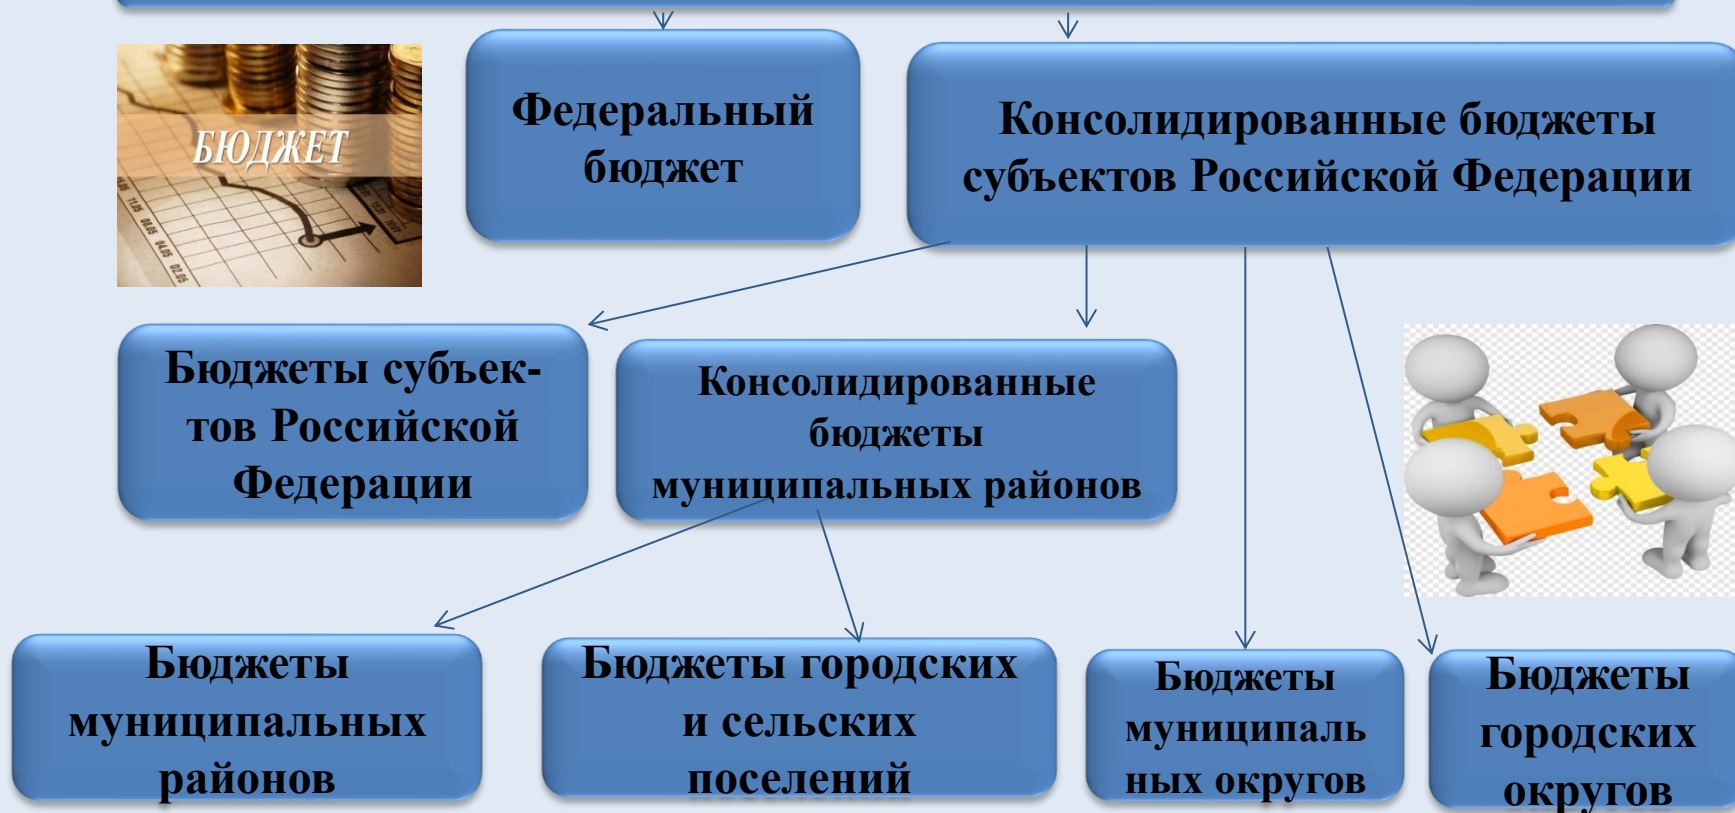 БЮДЖЕТ
Федеральный
бюджет
Консолидированные бюджеты
субъектов Российской Федерации
Бюджеты субъек-
тов Российской
Федерации
Консолидированные
бюджеты
муниципальных районов
Бюджеты
муниципальных
районов
Бюджеты городских
и сельских
поселений
Бюджеты
муниципаль
ных округов
Бюджеты
городских
округов